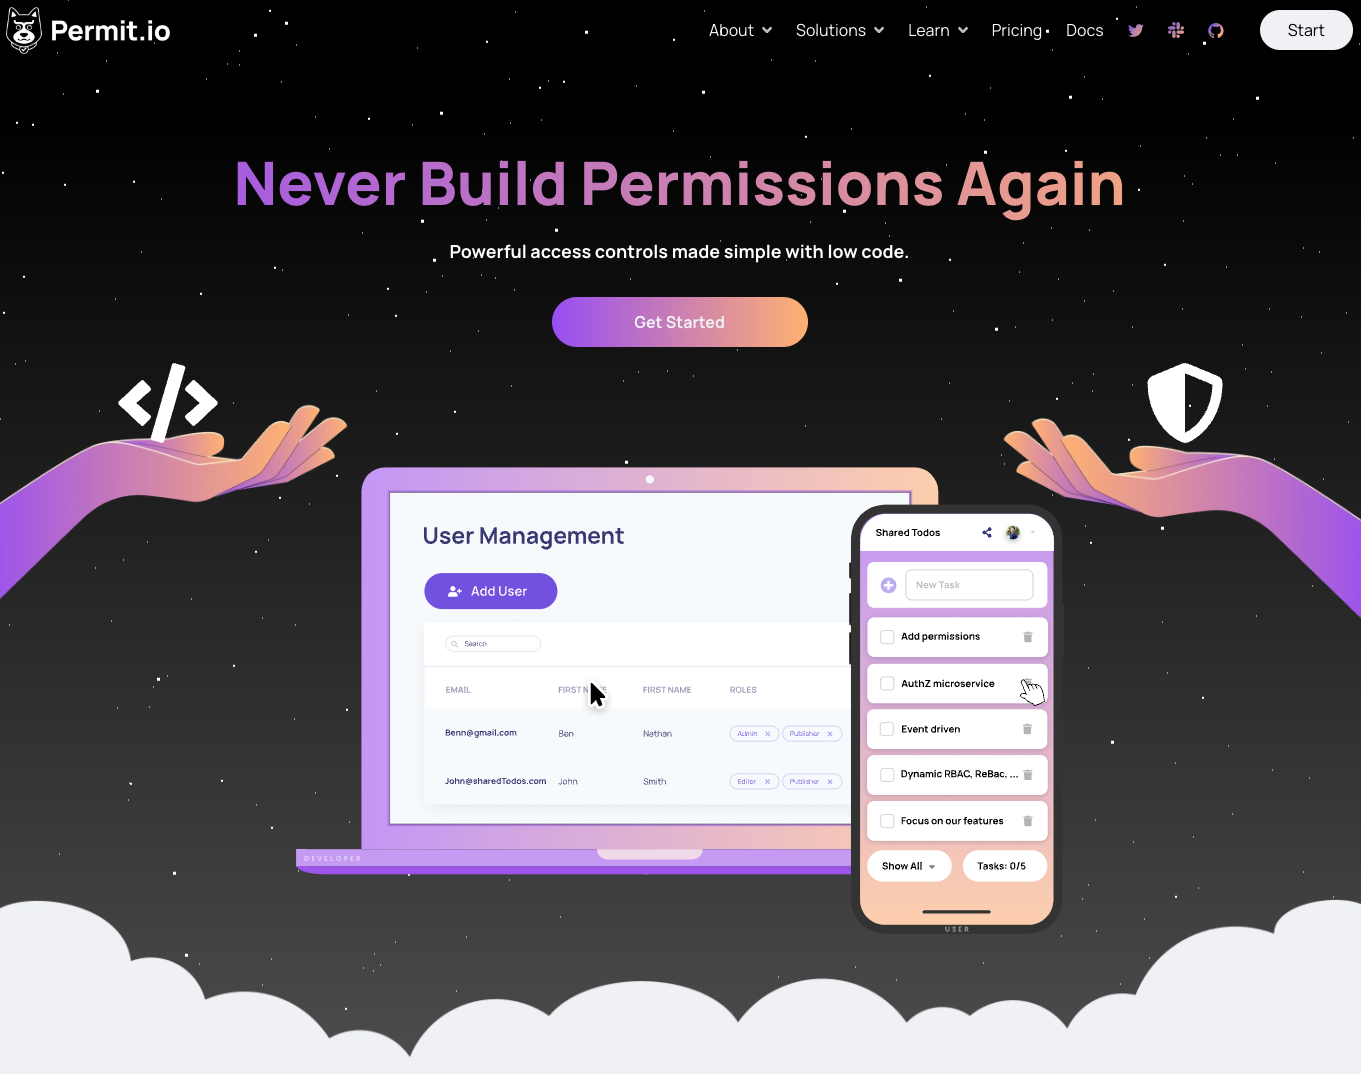 Permit.io
About Solutions Learn Pricing Docs Start
Never Build Permissions Again
Powerful access controls made simple with low code.
Get Started
User Management
Add User
Search
EMAIL FIRST NAME FIRST NAME ROLES
Benn@gmail.com Ben Nathan Admin Publisher
John@sharedTodos.com John Smith Editor Publisher
DEVELOPER
Shared Todos
New Task
Add permissions
AuthZ microservice
Event driven
Dynamic RBAC, ReBac, ...
Focus on our features
Show All Tasks: 0/5
USER